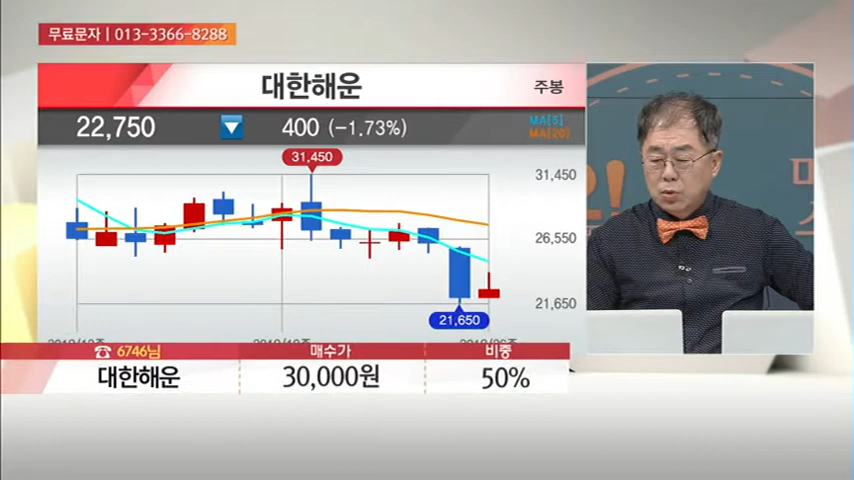 무료문자 | 013-3366-8288
대한해운
주봉
22,750 ▼ 400 (-1.73%)
MA[5]
MA[20]
31,450
31,450
26,550
21,650
21,650
6746님
매수가
비중
대한해운
30,000원
50%